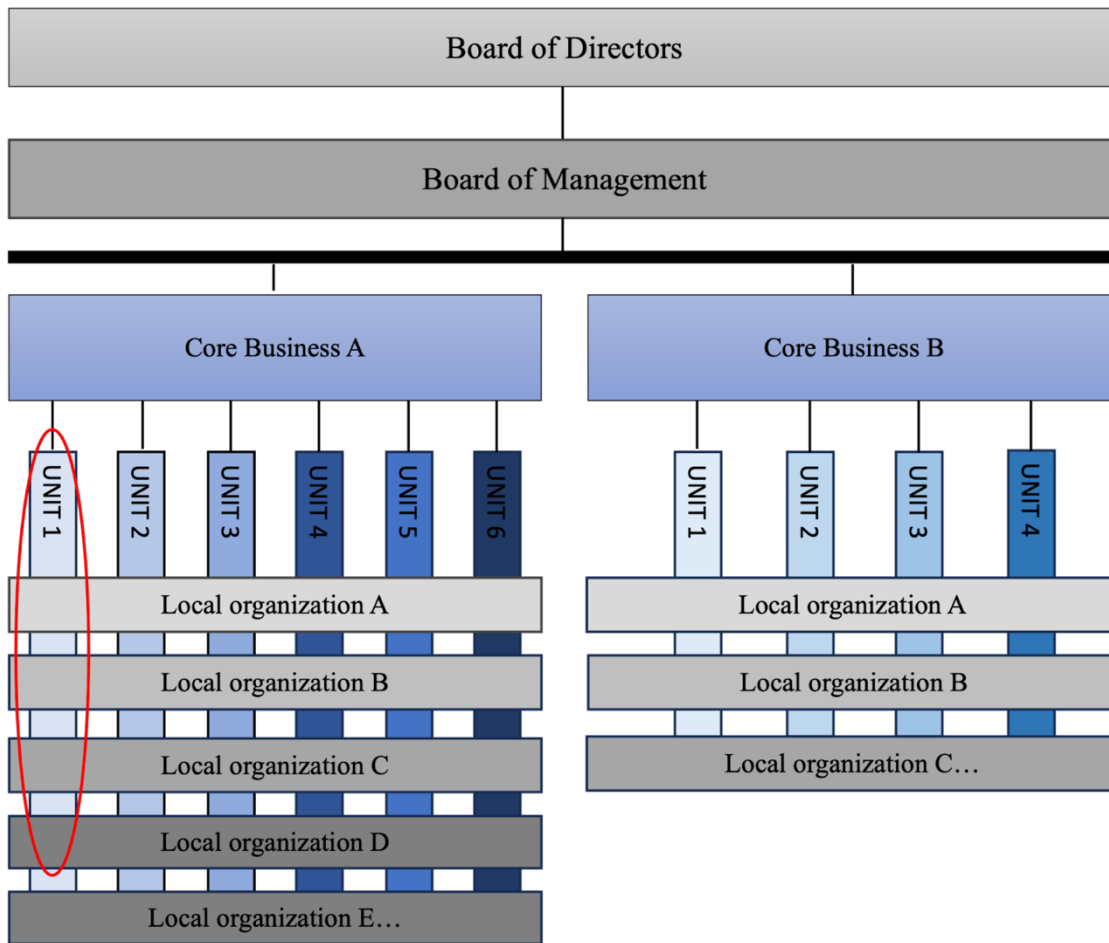 Board of Directors
Board of Management
Core Business A
Core Business B
UNIT 1
UNIT 2
UNIT 3
UNIT 4
UNIT 5
UNIT 6
UNIT 1
UNIT 2
UNIT 3
UNIT 4
Local organization A
Local organization A
Local organization B
Local organization B
Local organization C
Local organization C…
Local organization D
Local organization E…